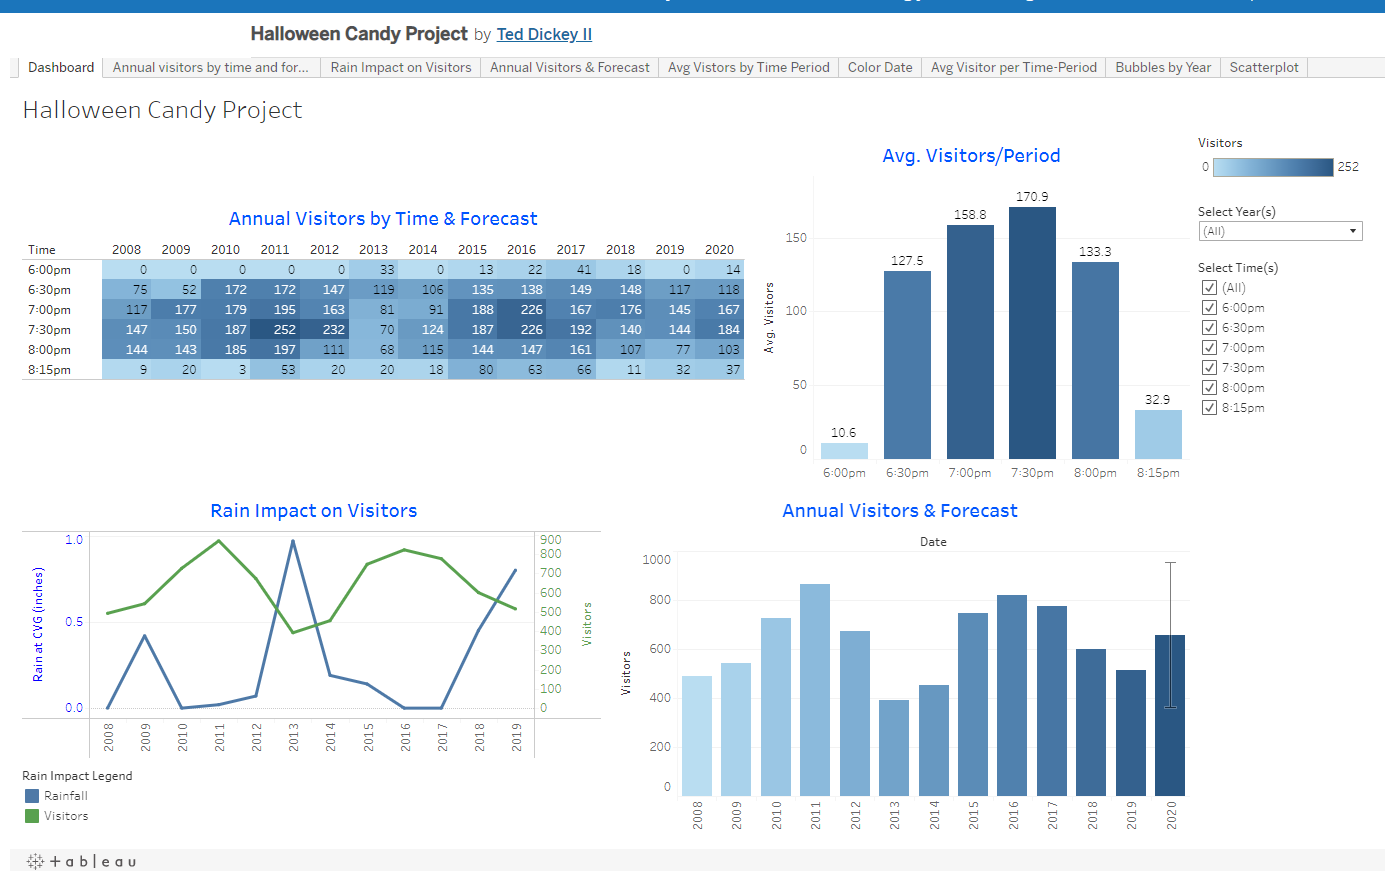 Halloween Candy Project by Ted Dickey II
Dashboard
Annual visitors by time and for...
Rain Impact on Visitors
Annual Visitors & Forecast
Avg Vistors by Time Period
Color Date
Avg Visitor per Time-Period
Bubbles by Year
Scatterplot
Halloween Candy Project
Annual Visitors by Time & Forecast
Time 2008 2009 2010 2011 2012 2013 2014 2015 2016 2017 2018 2019 2020
6:00pm 0 0 0 0 0 33 0 13 22 41 18 0 14
6:30pm 75 52 172 172 147 119 106 135 138 149 148 117 118
7:00pm 117 177 179 195 163 81 91 188 226 167 176 145 167
7:30pm 147 150 187 252 232 70 124 187 226 192 140 144 184
8:00pm 144 143 185 197 111 68 115 144 147 161 107 77 103
8:15pm 9 20 3 53 20 20 18 80 63 66 11 32 37
Avg. Visitors/Period
Avg. Visitors
150
100
50
0
10.6
127.5
158.8
170.9
133.3
32.9
6:00pm 6:30pm 7:00pm 7:30pm 8:00pm 8:15pm
Visitors
0 252
Select Year(s)
(All)
Select Time(s)
(All)
6:00pm
6:30pm
7:00pm
7:30pm
8:00pm
8:15pm
Rain Impact on Visitors
Rain at CVG (inches)
1.0
0.5
0.0
900
800
700
600
500
400
300
200
100
0
Visitors
2008 2009 2010 2011 2012 2013 2014 2015 2016 2017 2018 2019
Rain Impact Legend
Rainfall
Visitors
Annual Visitors & Forecast
Date
Visitors
1000
800
600
400
200
0
2008 2009 2010 2011 2012 2013 2014 2015 2016 2017 2018 2019 2020
+ableau